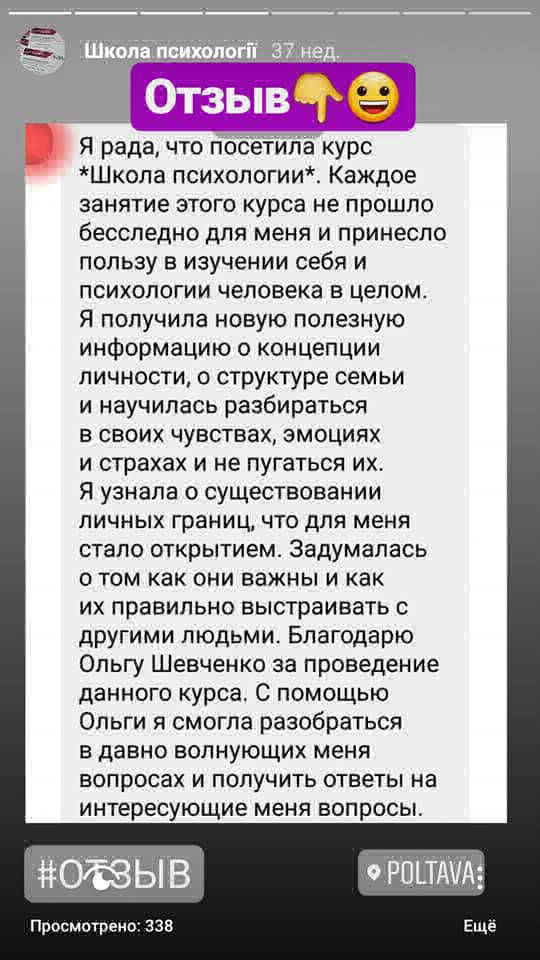 Школа психології 37 нед.
Отзыв👇😀
Я рада, что посетила курс
*Школа психологии*. Каждое
занятие этого курса не прошло
бесследно для меня и принесло
пользу в изучении себя и
психологии человека в целом.
Я получила новую полезную
информацию о концепции
личности, о структуре семьи
и научилась разбираться
в своих чувствах, эмоциях
и страхах и не пугаться их.
Я узнала о существовании
личных границ, что для меня
стало открытием. Задумалась
о том как они важны и как
их правильно выстраивать с
другими людьми. Благодарю
Ольгу Шевченко за проведение
данного курса. С помощью
Ольги я смогла разобраться
в давно волнующих меня
вопросах и получить ответы на
интересующие меня вопросы.
#ОТЗЫВ
POLTAVA
Просмотрено: 338
Ещё